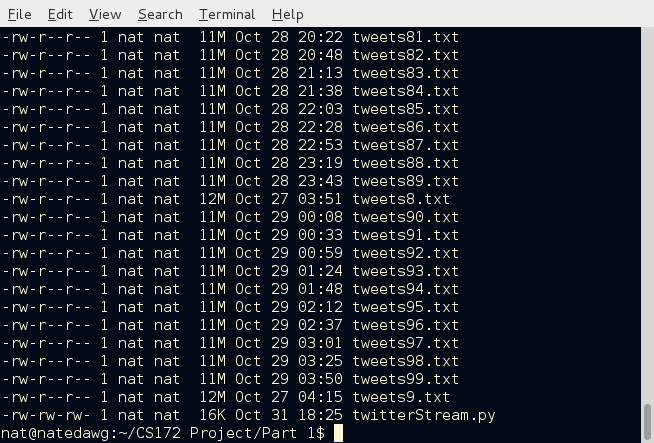 File Edit View Search Terminal Help
-rw-r--r-- 1 nat nat  11M Oct 28 20:22 tweets81.txt
-rw-r--r-- 1 nat nat  11M Oct 28 20:48 tweets82.txt
-rw-r--r-- 1 nat nat  11M Oct 28 21:13 tweets83.txt
-rw-r--r-- 1 nat nat  11M Oct 28 21:38 tweets84.txt
-rw-r--r-- 1 nat nat  11M Oct 28 22:03 tweets85.txt
-rw-r--r-- 1 nat nat  11M Oct 28 22:28 tweets86.txt
-rw-r--r-- 1 nat nat  11M Oct 28 22:53 tweets87.txt
-rw-r--r-- 1 nat nat  11M Oct 28 23:19 tweets88.txt
-rw-r--r-- 1 nat nat  11M Oct 28 23:43 tweets89.txt
-rw-r--r-- 1 nat nat  12M Oct 27 03:51 tweets8.txt
-rw-r--r-- 1 nat nat  11M Oct 29 00:08 tweets90.txt
-rw-r--r-- 1 nat nat  11M Oct 29 00:33 tweets91.txt
-rw-r--r-- 1 nat nat  11M Oct 29 00:59 tweets92.txt
-rw-r--r-- 1 nat nat  11M Oct 29 01:24 tweets93.txt
-rw-r--r-- 1 nat nat  11M Oct 29 01:48 tweets94.txt
-rw-r--r-- 1 nat nat  11M Oct 29 02:12 tweets95.txt
-rw-r--r-- 1 nat nat  11M Oct 29 02:37 tweets96.txt
-rw-r--r-- 1 nat nat  11M Oct 29 03:01 tweets97.txt
-rw-r--r-- 1 nat nat  11M Oct 29 03:25 tweets98.txt
-rw-r--r-- 1 nat nat  11M Oct 29 03:50 tweets99.txt
-rw-r--r-- 1 nat nat  12M Oct 27 04:15 tweets9.txt
-rw-rw-rw- 1 nat nat  16K Oct 31 18:25 twitterStream.py
nat@natedawg:~/CS172 Project/Part 1$